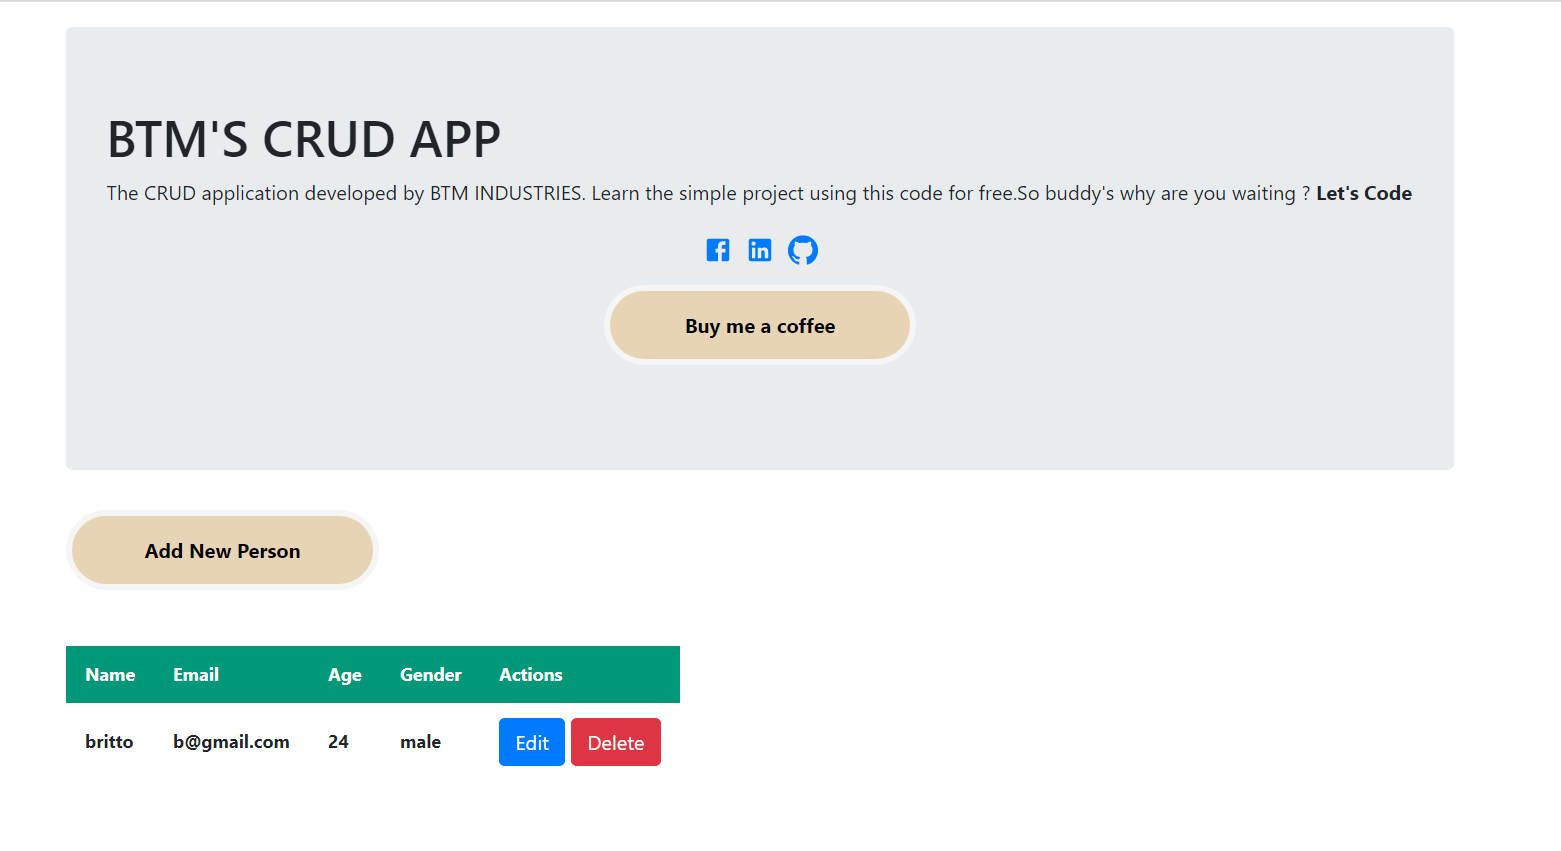 BTM'S CRUD APP
The CRUD application developed by BTM INDUSTRIES. Learn the simple project using this code for free.So buddy's why are you waiting ? Let's Code
Buy me a coffee
Add New Person
Name Email Age Gender Actions
britto b@gmail.com 24 male Edit Delete